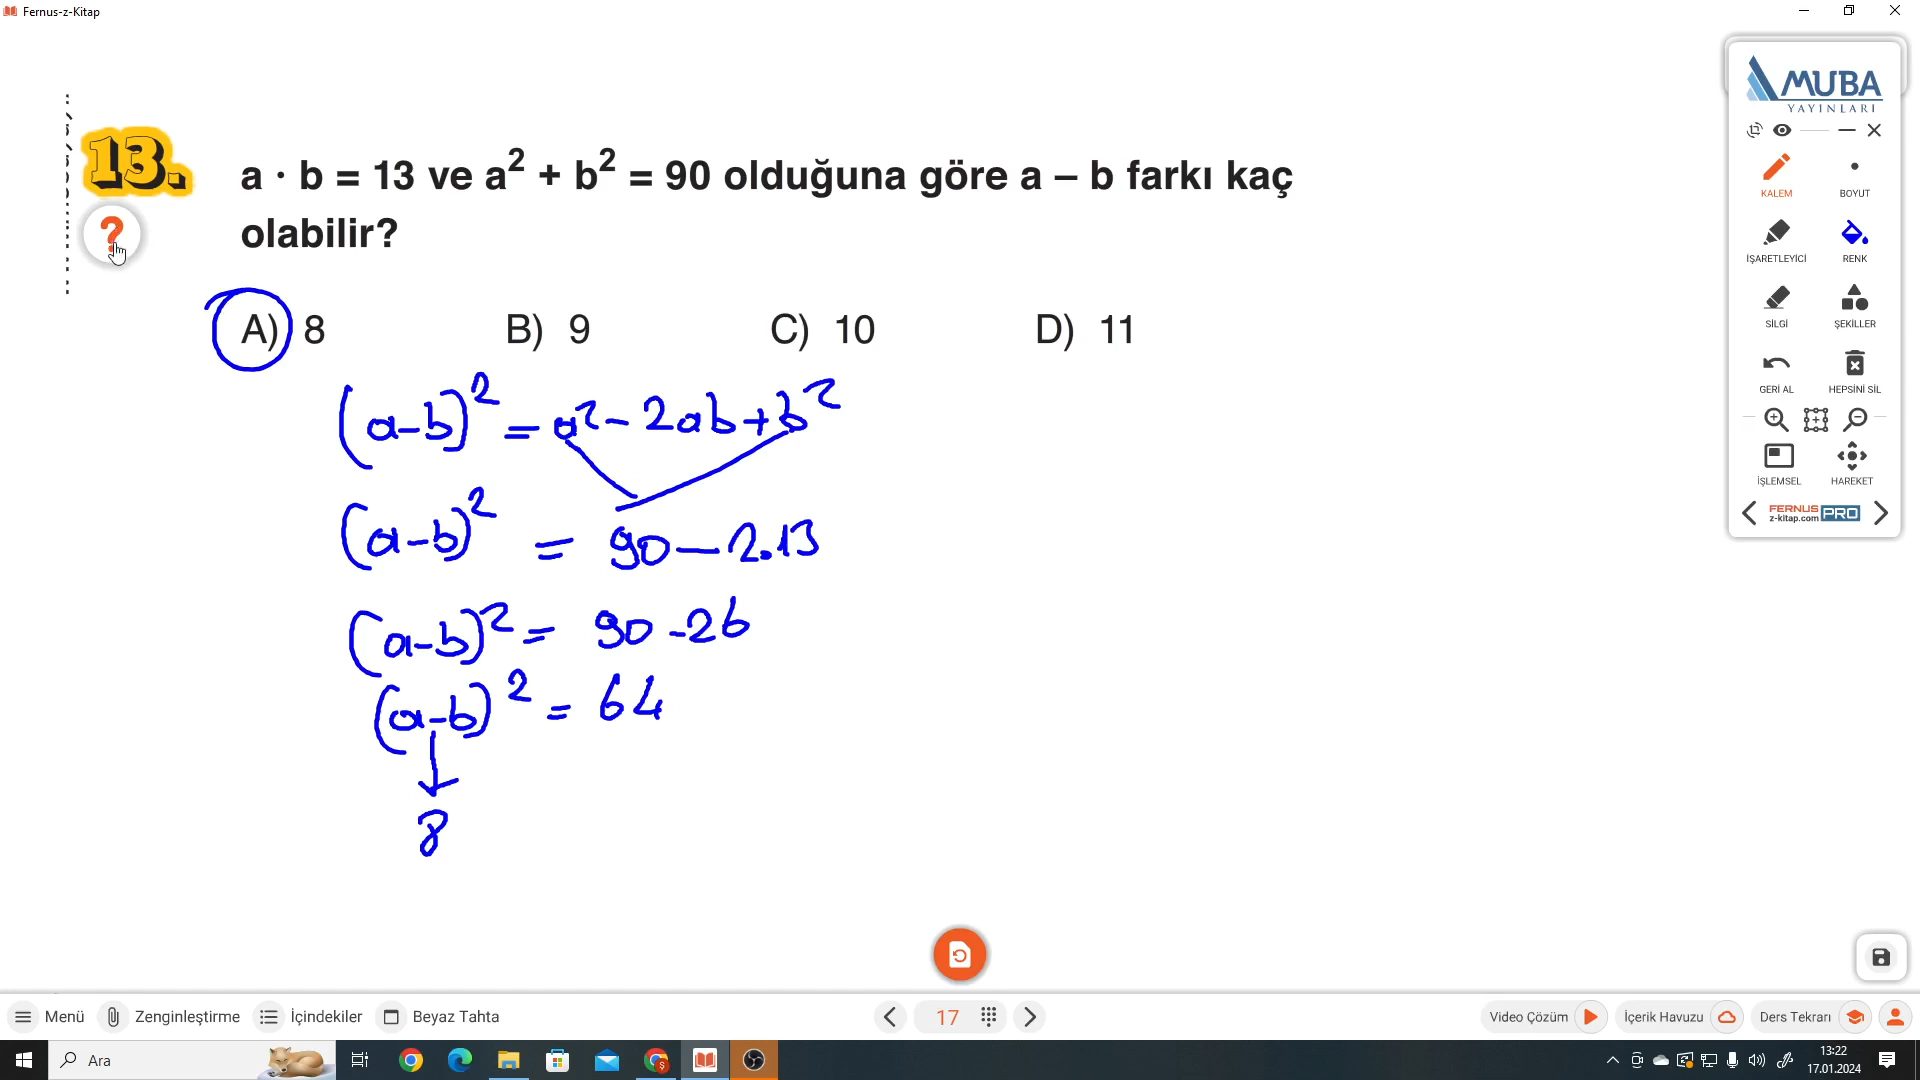 Fernus-z-Kitap
MUBA
YAYINLARI
13.
a · b = 13 ve a² + b² = 90 olduğuna göre a – b farkı kaç
olabilir?
?
A) 8 B) 9 C) 10 D) 11
(a-b)² = a² - 2ab + b²
(a-b)² = 90 - 2.13
(a-b)² = 90 - 26
(a-b)² = 64
8
KALEM BOYUT
İŞARETLEYİCİ RENK
SİLGİ ŞEKİLLER
GERİ AL HEPSİNİ SİL
İŞLEMSEL HAREKET
FERNUS
z-kitap.com PRO
Menü Zenginleştirme İçindekiler Beyaz Tahta 17 Video Çözüm İçerik Havuzu Ders Tekrarı
Ara
13:22
17.01.2024